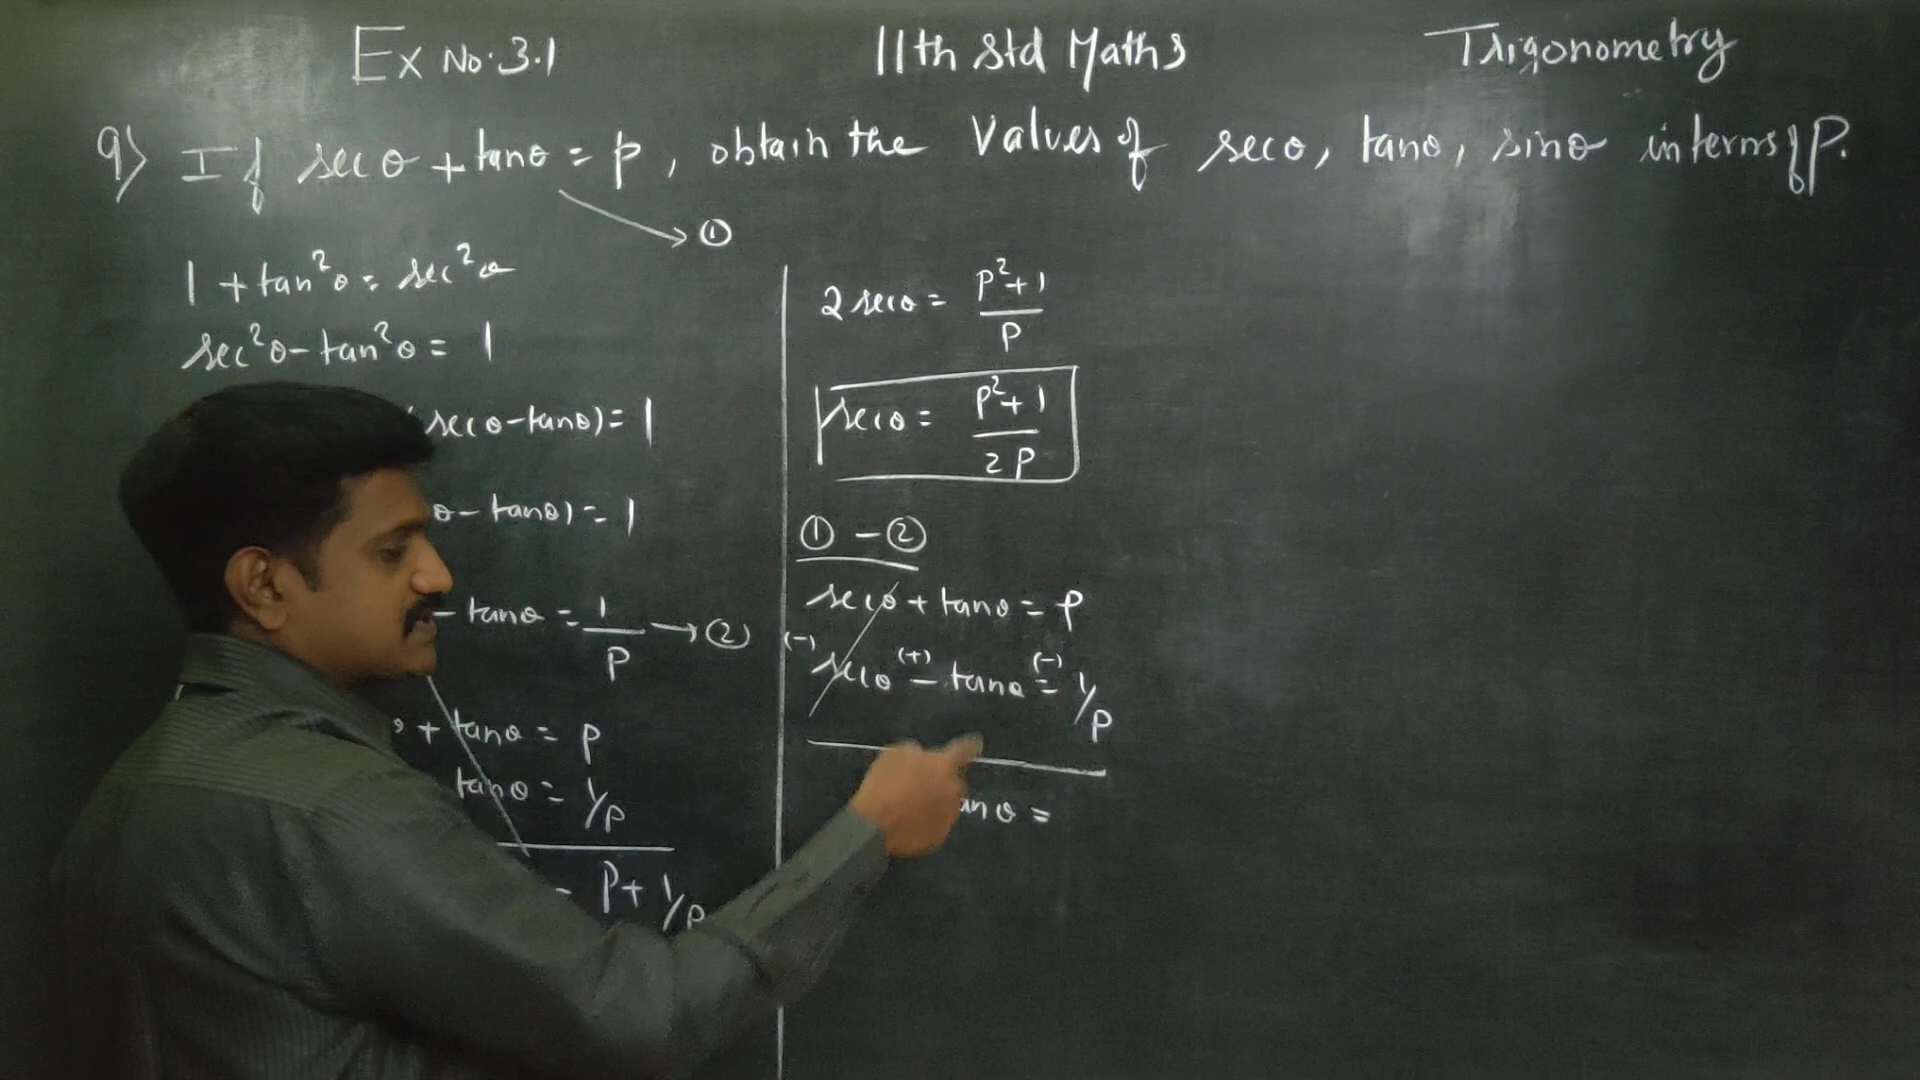 Ex No. 3.1
11th Std Maths
Trigonometry
9) If secθ + tanθ = p, obtain the Values of secθ, tanθ, sinθ interms of P.
①
1 + tan²θ = sec²θ
sec²θ - tan²θ = 1
secθ - tanθ) = 1
θ - tanθ) = 1
- tanθ = 1/P → ②
+ tanθ = p
tanθ = 1/p
= P + 1/p
2 secθ = P² + 1 / P
secθ = P² + 1 / 2P
① - ②
secθ + tanθ = P
(-) (+) (-)
secθ - tanθ = 1/p
anθ =